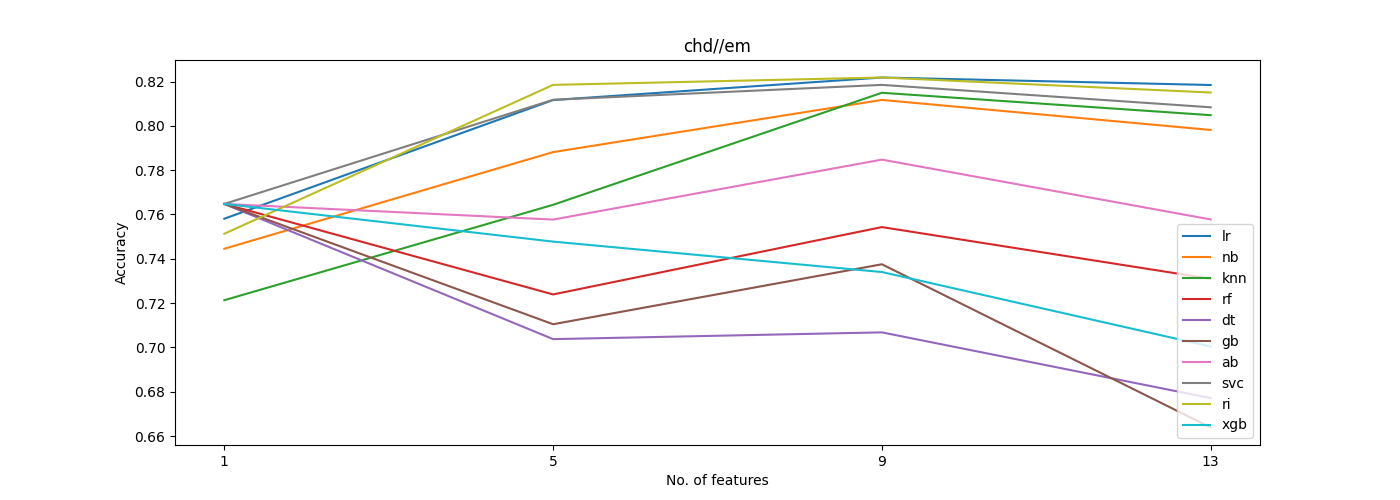 chd//em
Accuracy
0.82
0.80
0.78
0.76
0.74
0.72
0.70
0.68
0.66
1 5 9 13
No. of features
lr
nb
knn
rf
dt
gb
ab
svc
ri
xgb